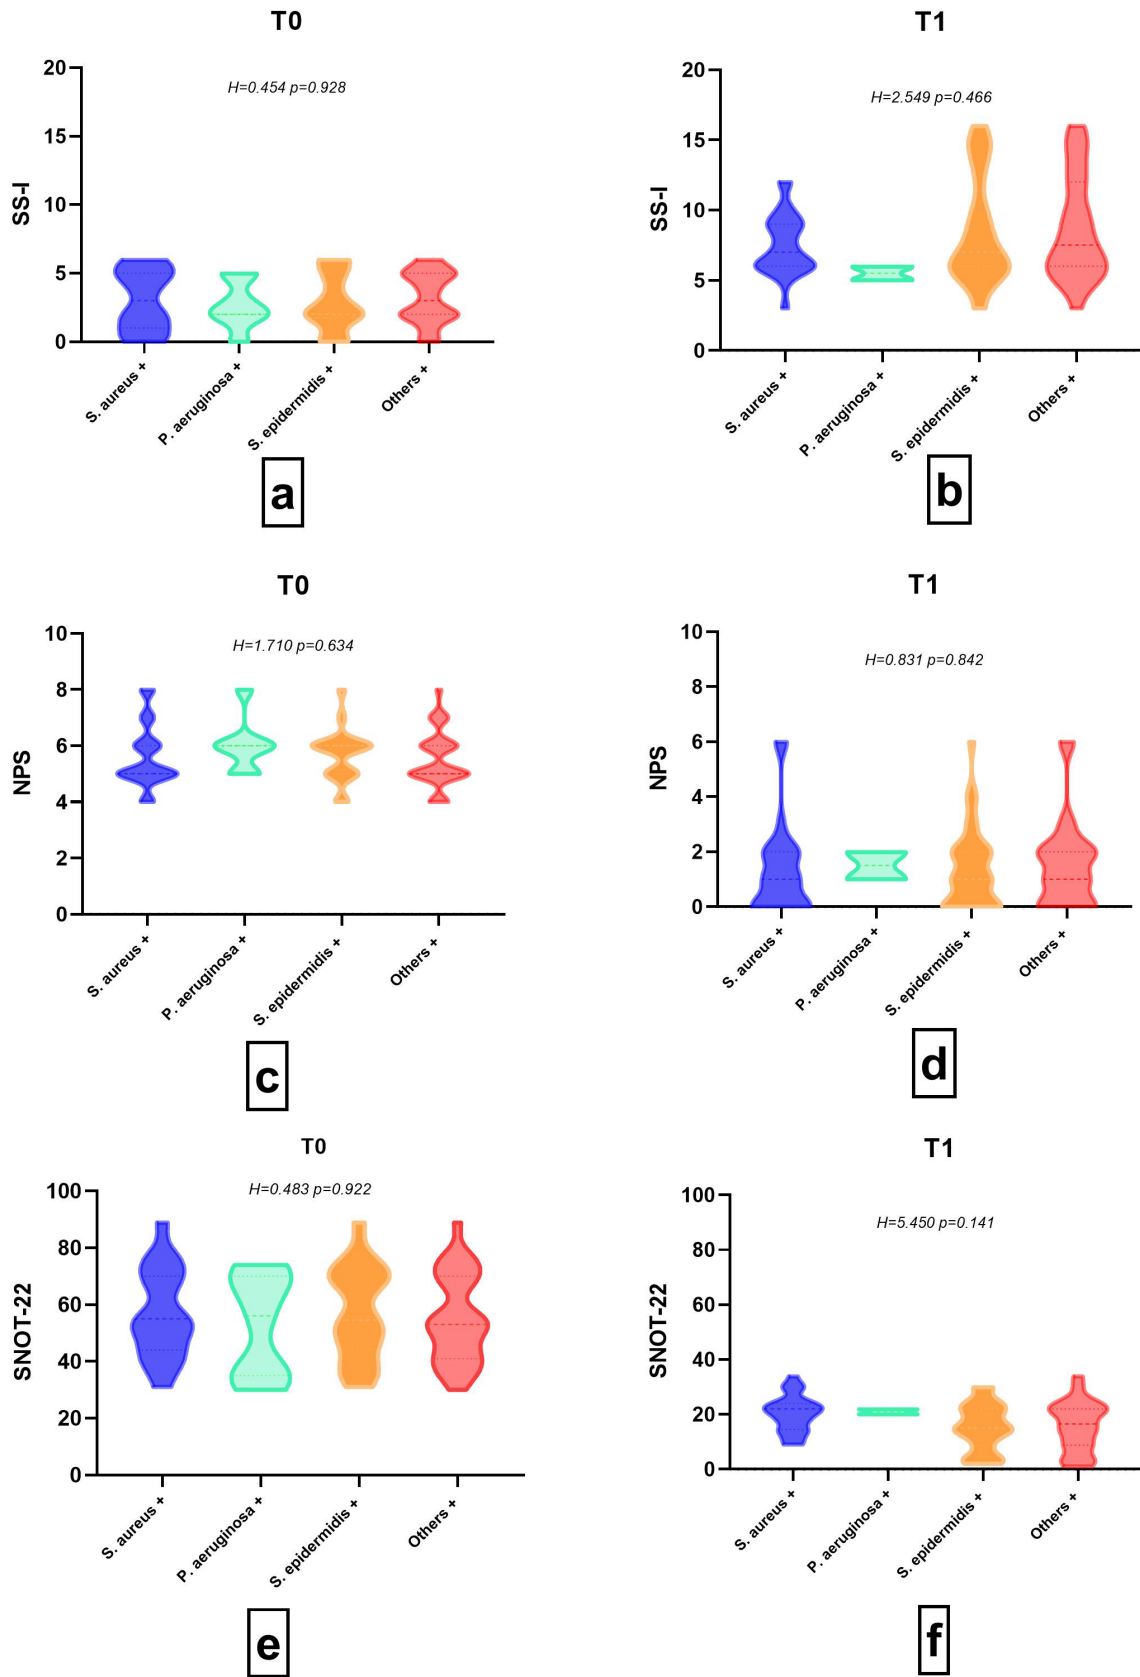 T0
H=0.454 p=0.928
SS-I
20
15
10
5
0
S. aureus +
P. aeruginosa +
S. epidermidis +
Others +
a
T1
H=2.549 p=0.466
SS-I
20
15
10
5
0
S. aureus +
P. aeruginosa +
S. epidermidis +
Others +
b
T0
H=1.710 p=0.634
NPS
10
8
6
4
2
0
S. aureus +
P. aeruginosa +
S. epidermidis +
Others +
c
T1
H=0.831 p=0.842
NPS
10
8
6
4
2
0
S. aureus +
P. aeruginosa +
S. epidermidis +
Others +
d
T0
H=0.483 p=0.922
SNOT-22
100
80
60
40
20
0
S. aureus +
P. aeruginosa +
S. epidermidis +
Others +
e
T1
H=5.450 p=0.141
SNOT-22
100
80
60
40
20
0
S. aureus +
P. aeruginosa +
S. epidermidis +
Others +
f